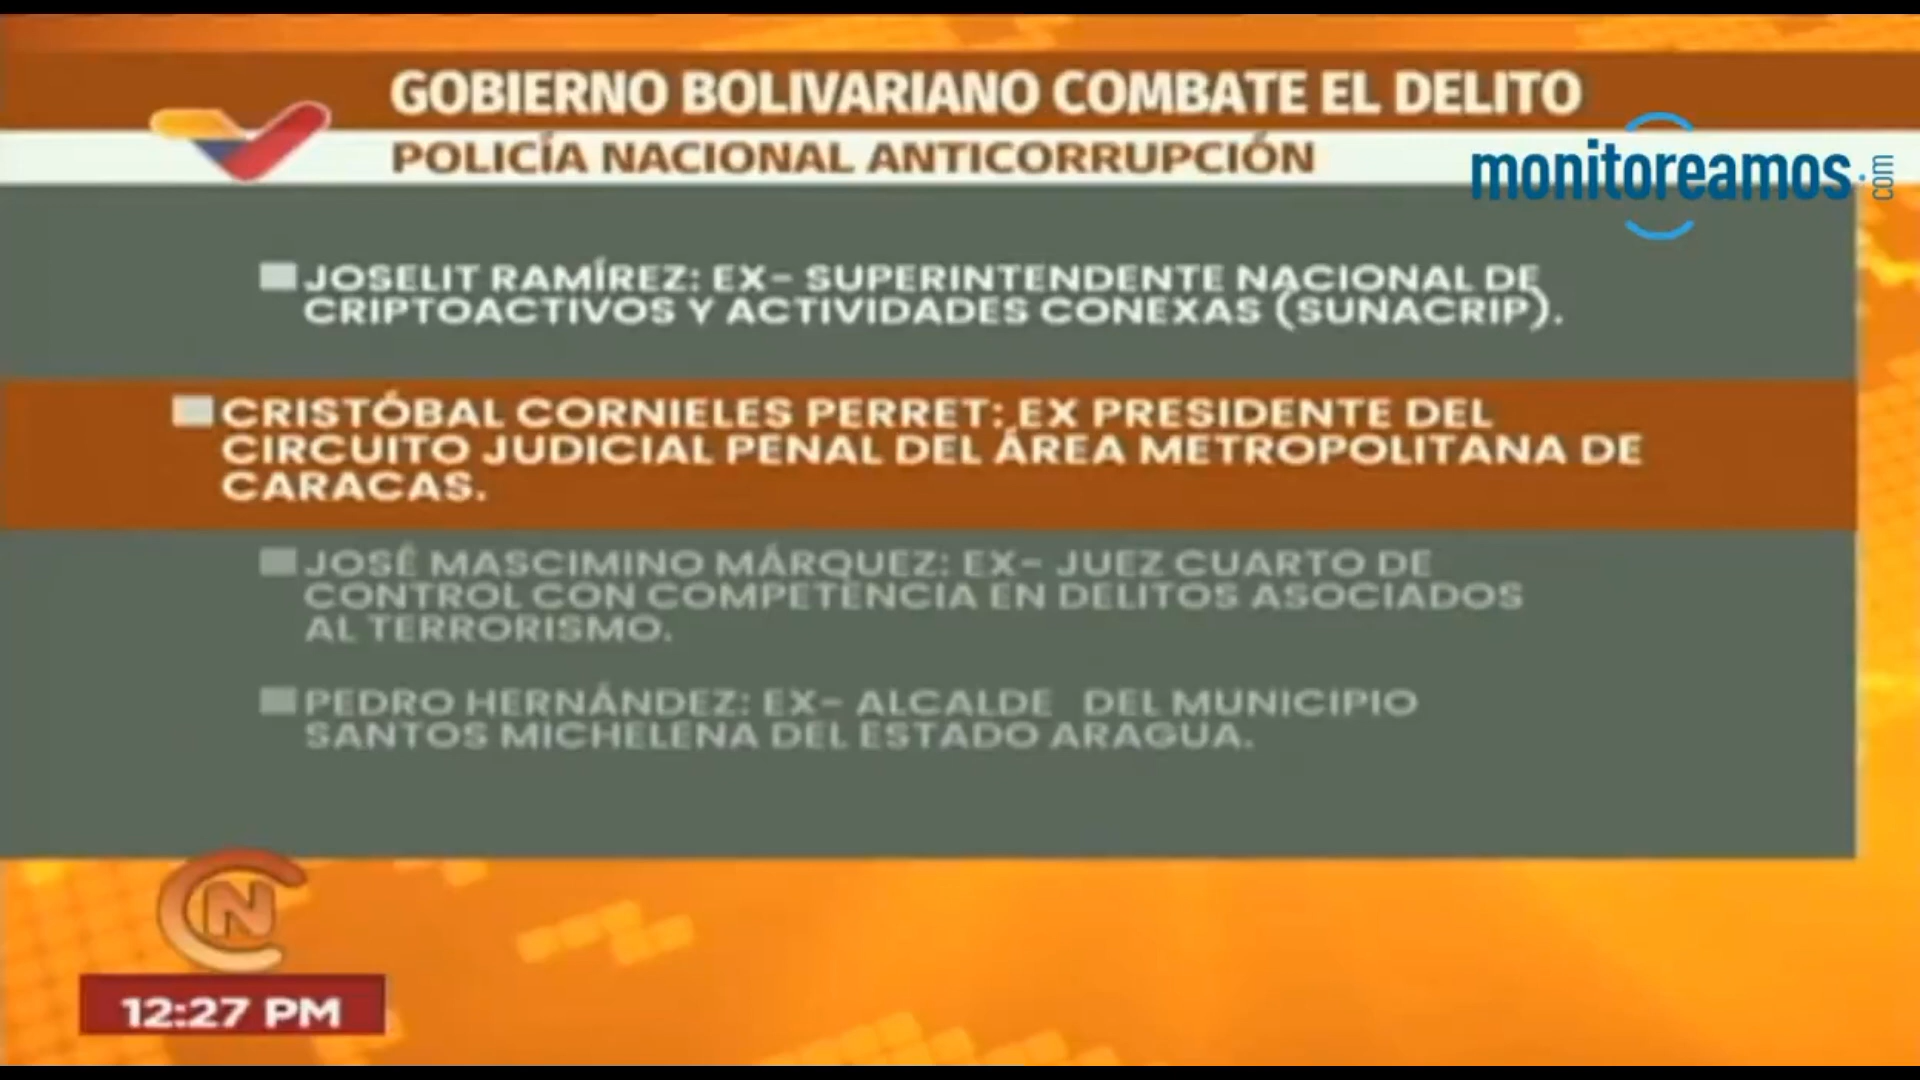 GOBIERNO BOLIVARIANO COMBATE EL DELITO
POLICÍA NACIONAL ANTICORRUPCIÓN
monitoreamos.com
JOSELIT RAMÍREZ: EX- SUPERINTENDENTE NACIONAL DE
CRIPTOACTIVOS Y ACTIVIDADES CONEXAS (SUNACRIP).
CRISTÓBAL CORNIELES PERRET: EX PRESIDENTE DEL
CIRCUITO JUDICIAL PENAL DEL ÁREA METROPOLITANA DE
CARACAS.
JOSÉ MASCIMINO MÁRQUEZ: EX- JUEZ CUARTO DE
CONTROL CON COMPETENCIA EN DELITOS ASOCIADOS
AL TERRORISMO.
PEDRO HERNÁNDEZ: EX- ALCALDE DEL MUNICIPIO
SANTOS MICHELENA DEL ESTADO ARAGUA.
CN
12:27 PM